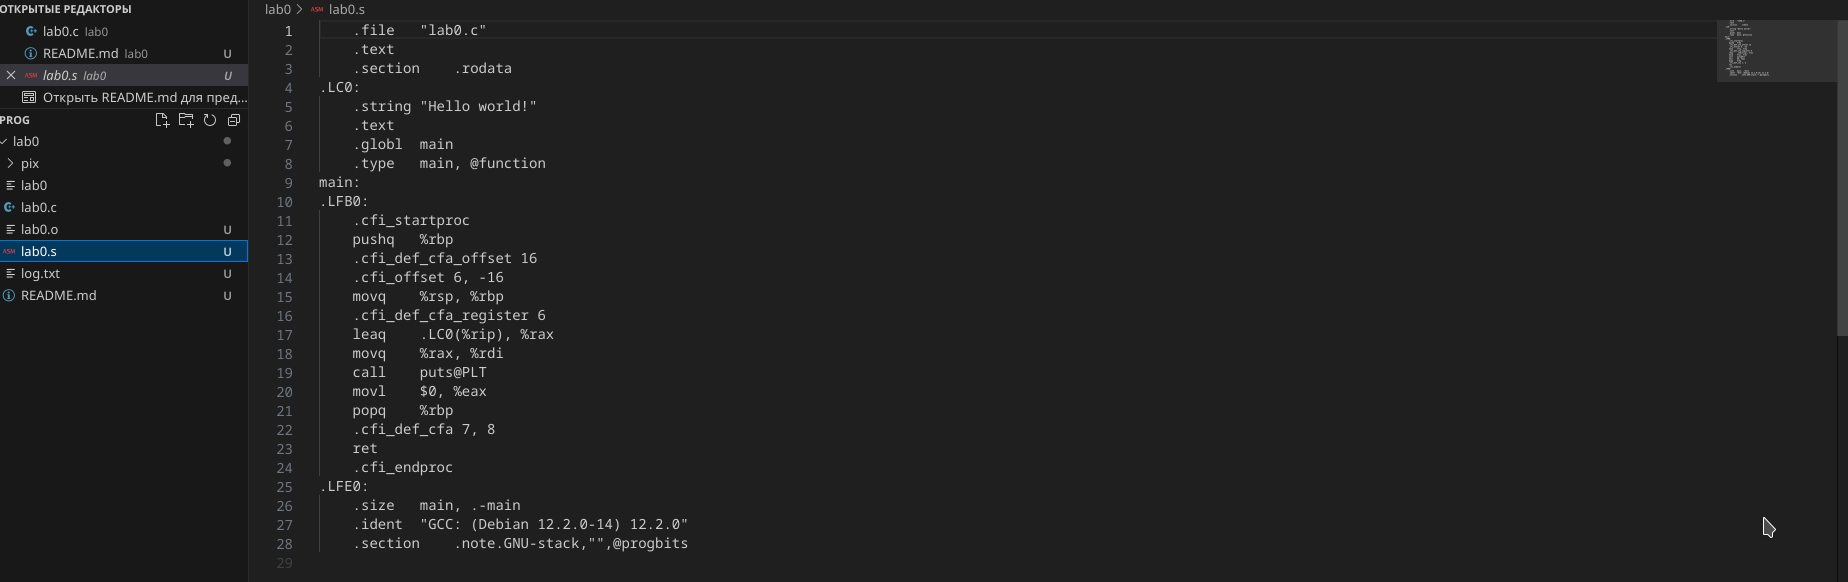 ОТКРЫТЫЕ РЕДАКТОРЫ
lab0.c lab0
README.md lab0 U
lab0.s lab0 U
Открыть README.md для пред...
PROG
lab0
pix
lab0
lab0.c
lab0.o U
lab0.s U
log.txt U
README.md U
lab0 > ASM lab0.s
1 .file "lab0.c"
2 .text
3 .section .rodata
4 .LC0:
5 .string "Hello world!"
6 .text
7 .globl main
8 .type main, @function
9 main:
10 .LFB0:
11 .cfi_startproc
12 pushq %rbp
13 .cfi_def_cfa_offset 16
14 .cfi_offset 6, -16
15 movq %rsp, %rbp
16 .cfi_def_cfa_register 6
17 leaq .LC0(%rip), %rax
18 movq %rax, %rdi
19 call puts@PLT
20 movl $0, %eax
21 popq %rbp
22 .cfi_def_cfa 7, 8
23 ret
24 .cfi_endproc
25 .LFE0:
26 .size main, .-main
27 .ident "GCC: (Debian 12.2.0-14) 12.2.0"
28 .section .note.GNU-stack,"",@progbits
29